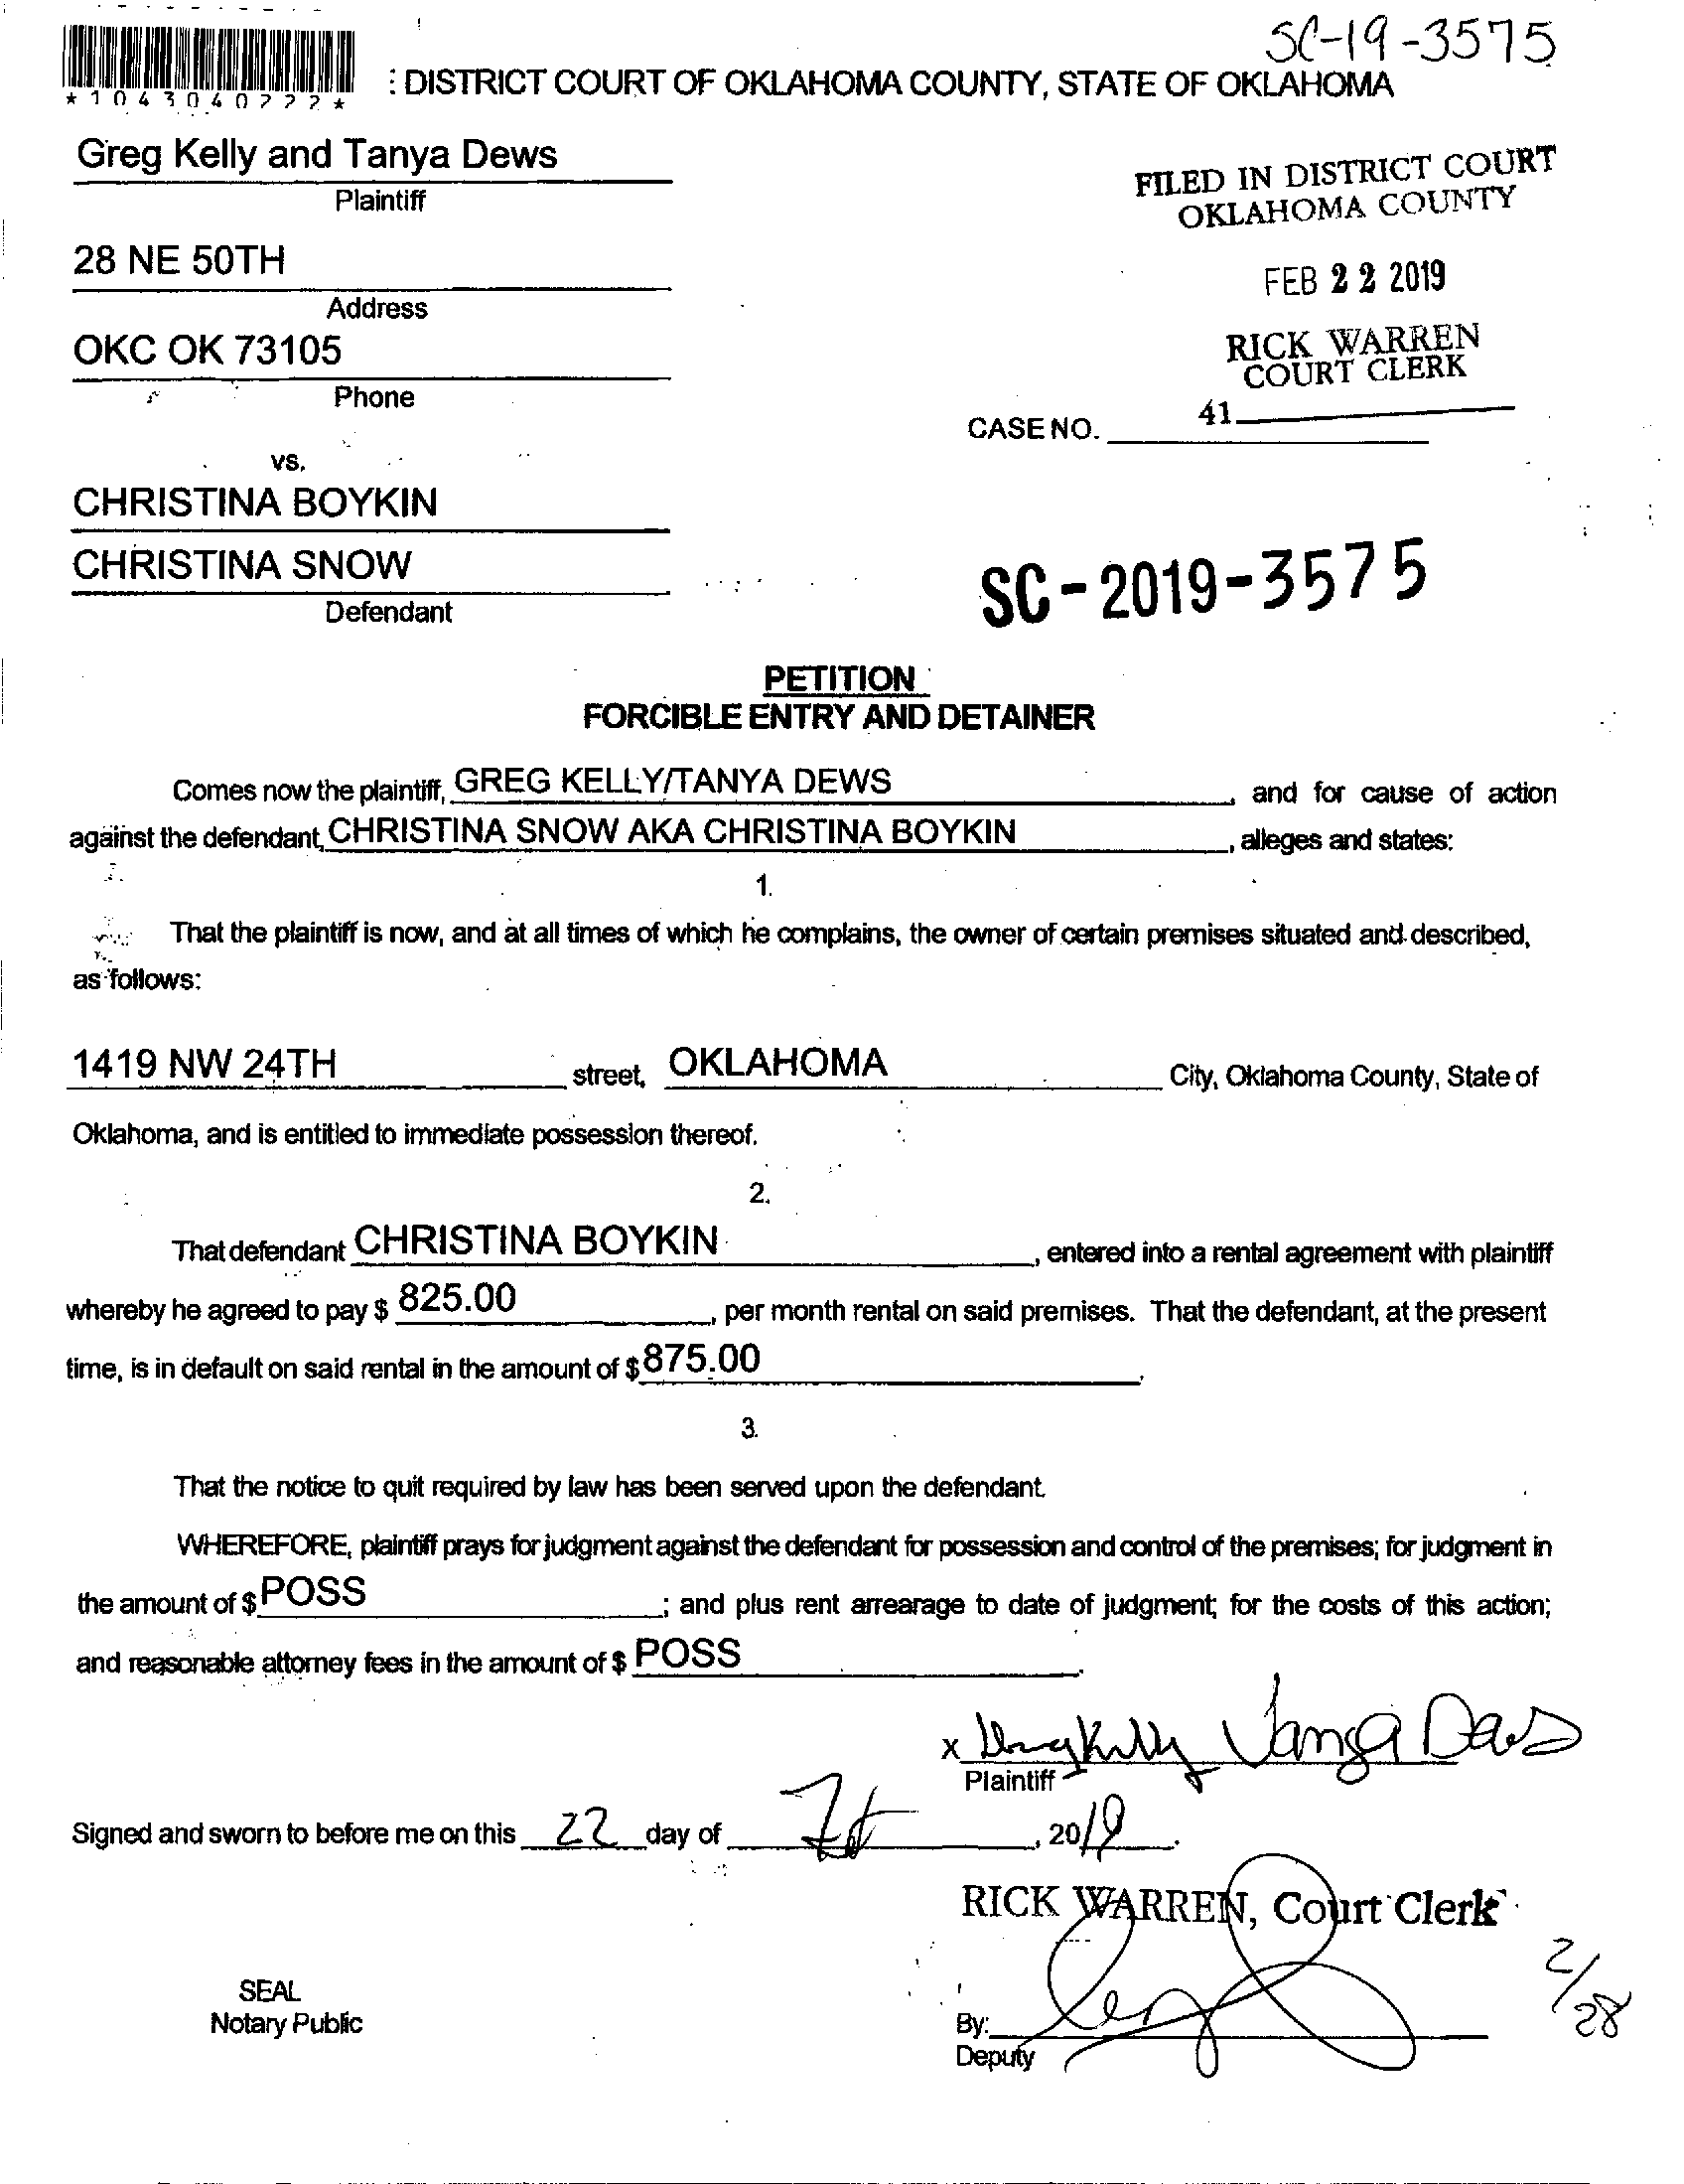 SC-19-3575
*1043040222*
: DISTRICT COURT OF OKLAHOMA COUNTY, STATE OF OKLAHOMA
Greg Kelly and Tanya Dews
Plaintiff
28 NE 50TH
Address
OKC OK 73105
Phone
FILED IN DISTRICT COURT
OKLAHOMA COUNTY
FEB 22 2019
RICK WARREN
COURT CLERK
41
CASE NO.
vs.
CHRISTINA BOYKIN
CHRISTINA SNOW
Defendant
SC-2019-3575
PETITION
FORCIBLE ENTRY AND DETAINER
Comes now the plaintiff, GREG KELLY/TANYA DEWS, and for cause of action
against the defendant, CHRISTINA SNOW AKA CHRISTINA BOYKIN, alleges and states:
1.
That the plaintiff is now, and at all times of which he complains, the owner of certain premises situated and described,
as follows:
1419 NW 24TH street, OKLAHOMA City, Oklahoma County, State of
Oklahoma, and is entitled to immediate possession thereof.
2.
That defendant CHRISTINA BOYKIN, entered into a rental agreement with plaintiff
whereby he agreed to pay $ 825.00, per month rental on said premises. That the defendant, at the present
time, is in default on said rental in the amount of $ 875.00.
3.
That the notice to quit required by law has been served upon the defendant.
WHEREFORE, plaintiff prays for judgment against the defendant for possession and control of the premises; for judgment in
the amount of $ POSS; and plus rent arrearage to date of judgment; for the costs of this action;
and reasonable attorney fees in the amount of $ POSS.
x Greg Kelly Tanya Dews
Plaintiff
Signed and sworn to before me on this 22 day of Feb, 2019.
RICK WARREN, Court Clerk
2/28
SEAL
Notary Public
By:
Deputy